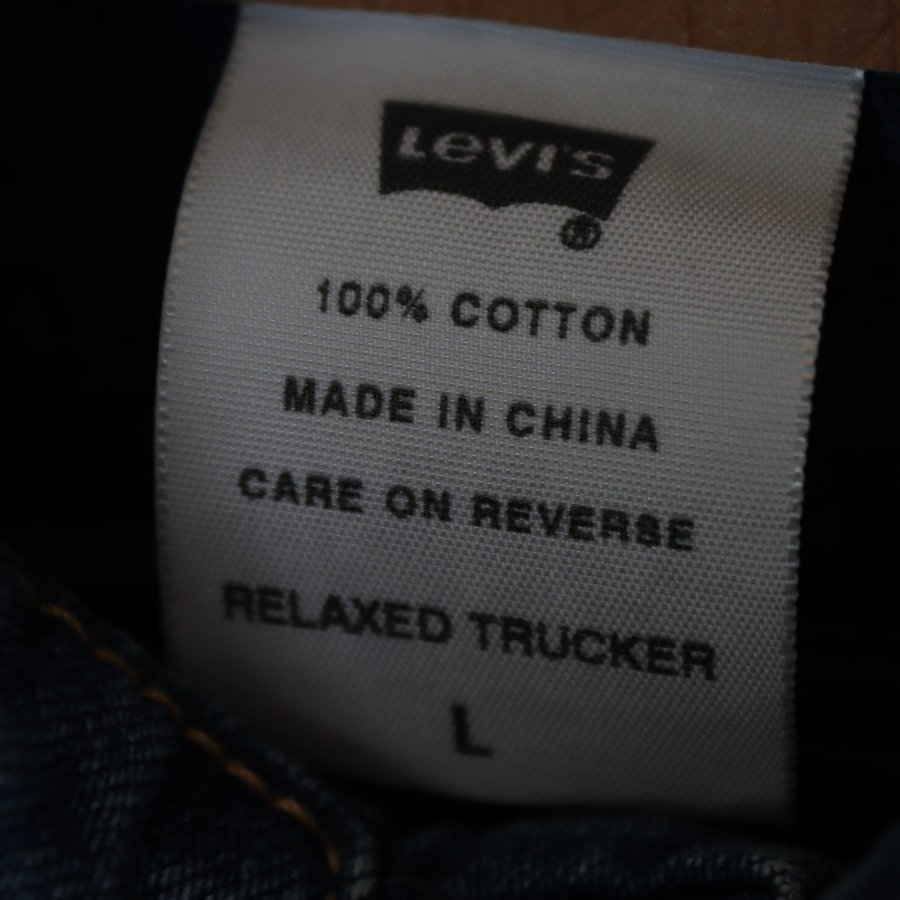 Levi's
®
100% COTTON
MADE IN CHINA
CARE ON REVERSE
RELAXED TRUCKER
L